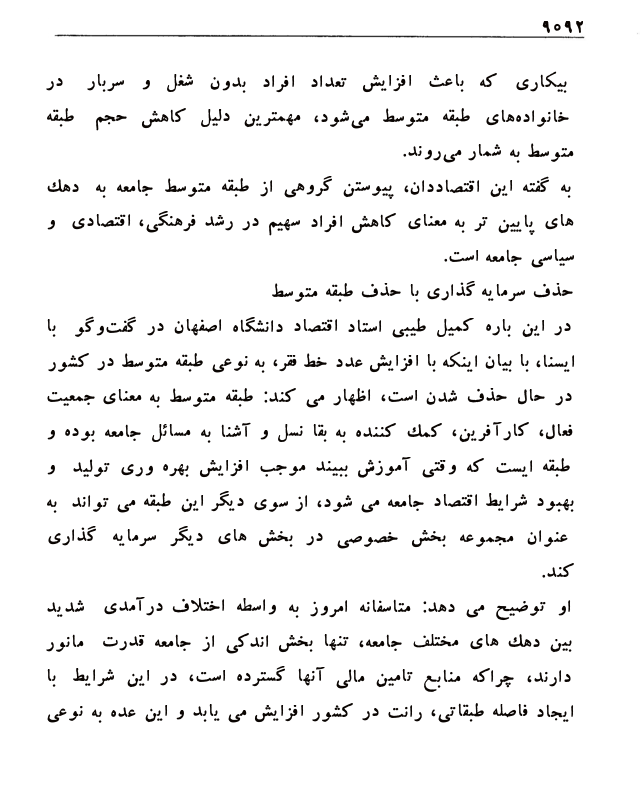 ۹۵۹۲
بیکاری که باعث افزایش تعداد افراد بدون شغل و سربار در
خانواده‌های طبقه متوسط می‌شود، مهمترین دلیل کاهش حجم طبقه
متوسط به شمار می‌روند.
به گفته این اقتصاددان، پیوستن گروهی از طبقه متوسط جامعه به دهك
های پایین تر به معنای کاهش افراد سهیم در رشد فرهنگی، اقتصادی و
سیاسی جامعه است.
حذف سرمایه گذاری با حذف طبقه متوسط
در این باره کمیل طیبی استاد اقتصاد دانشگاه اصفهان در گفت‌وگو با
ایسنا، با بیان اینکه با افزایش عدد خط فقر، به نوعی طبقه متوسط در کشور
در حال حذف شدن است، اظهار می کند: طبقه متوسط به معنای جمعیت
فعال، کارآفرین، کمك کننده به بقا نسل و آشنا به مسائل جامعه بوده و
طبقه ایست که وقتی آموزش ببیند موجب افزایش بهره وری تولید و
بهبود شرایط اقتصاد جامعه می شود، از سوی دیگر این طبقه می تواند به
عنوان مجموعه بخش خصوصی در بخش های دیگر سرمایه گذاری
کند.
او توضیح می دهد: متاسفانه امروز به واسطه اختلاف درآمدی شدید
بین دهك های مختلف جامعه، تنها بخش اندکی از جامعه قدرت مانور
دارند، چراکه منابع تامین مالی آنها گسترده است، در این شرایط با
ایجاد فاصله طبقاتی، رانت در کشور افزایش می یابد و این عده به نوعی